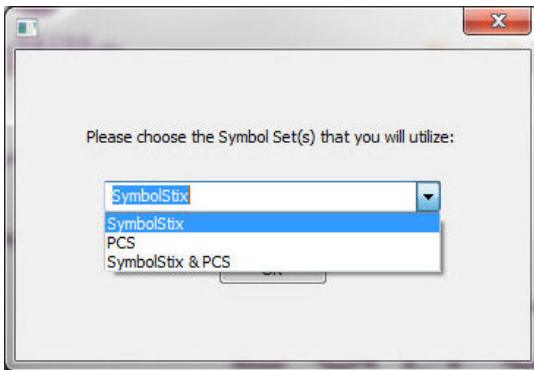 Please choose the Symbol Set(s) that you will utilize:
SymbolStix
SymbolStix
PCS
SymbolStix & PCS